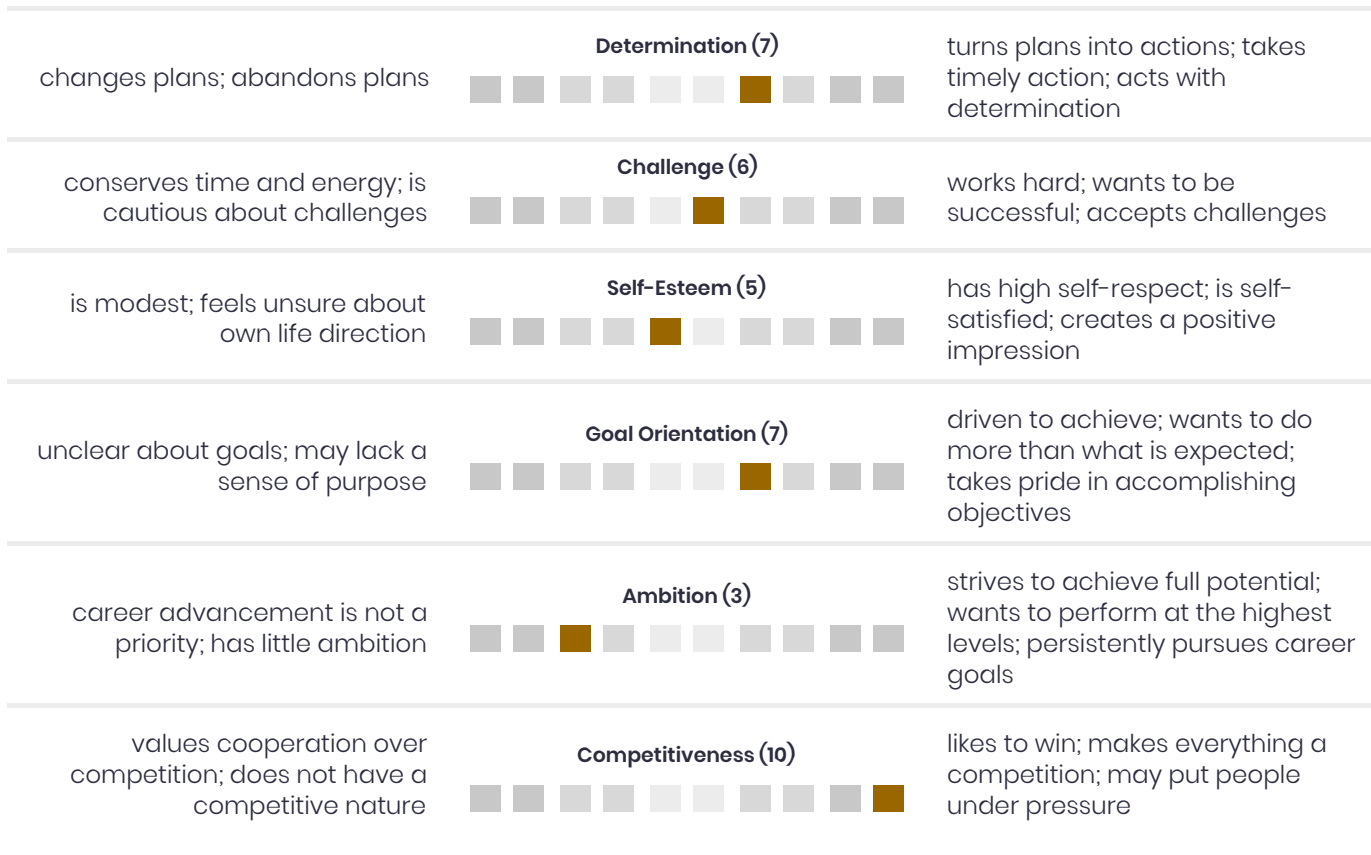 changes plans; abandons plans
Determination (7)
turns plans into actions; takes
timely action; acts with
determination
conserves time and energy; is
cautious about challenges
Challenge (6)
works hard; wants to be
successful; accepts challenges
is modest; feels unsure about
own life direction
Self-Esteem (5)
has high self-respect; is self-
satisfied; creates a positive
impression
unclear about goals; may lack a
sense of purpose
Goal Orientation (7)
driven to achieve; wants to do
more than what is expected;
takes pride in accomplishing
objectives
career advancement is not a
priority; has little ambition
Ambition (3)
strives to achieve full potential;
wants to perform at the highest
levels; persistently pursues career
goals
values cooperation over
competition; does not have a
competitive nature
Competitiveness (10)
likes to win; makes everything a
competition; may put people
under pressure